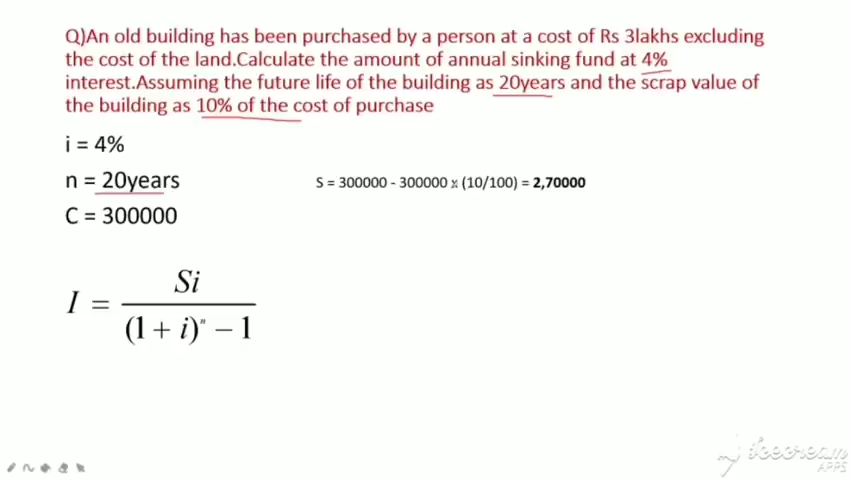 Q)An old building has been purchased by a person at a cost of Rs 3lakhs excluding
the cost of the land.Calculate the amount of annual sinking fund at 4%
interest.Assuming the future life of the building as 20years and the scrap value of
the building as 10% of the cost of purchase
i = 4%
n = 20years
S = 300000 - 300000 x (10/100) = 2,70000
C = 300000
I = Si / (1 + i)ⁿ − 1
Icecream
APPS